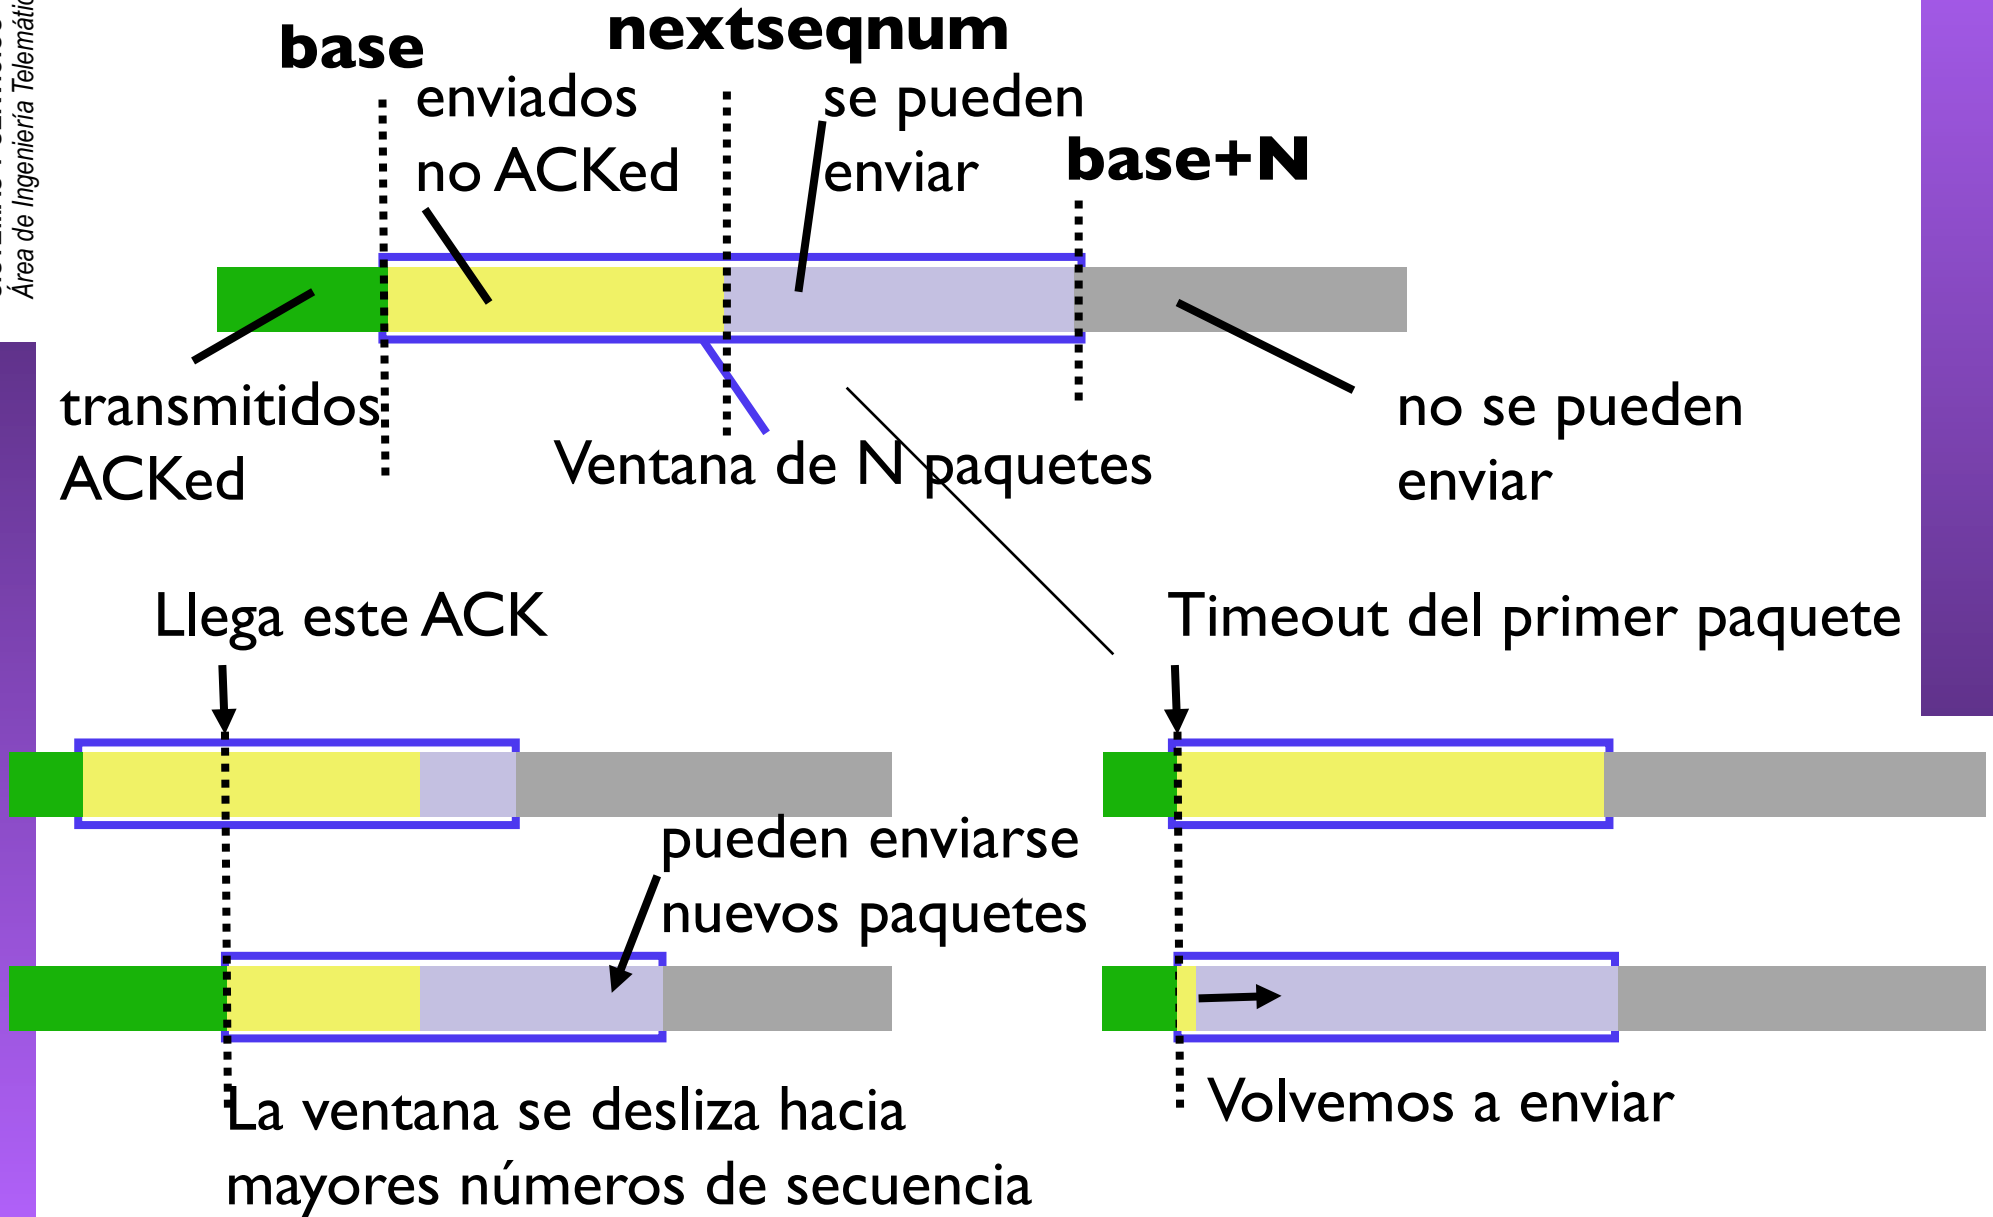 Área de Ingeniería Telemátic
base
nextseqnum
enviados
no ACKed
se pueden
enviar
base+N
transmitidos
ACKed
Ventana de N paquetes
no se pueden
enviar
Llega este ACK
Timeout del primer paquete
pueden enviarse
nuevos paquetes
La ventana se desliza hacia
mayores números de secuencia
Volvemos a enviar